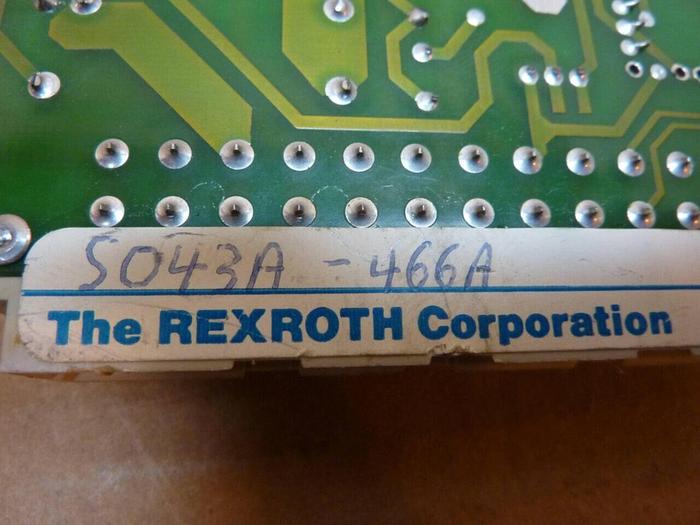 5043A - 466A
The REXROTH Corporation